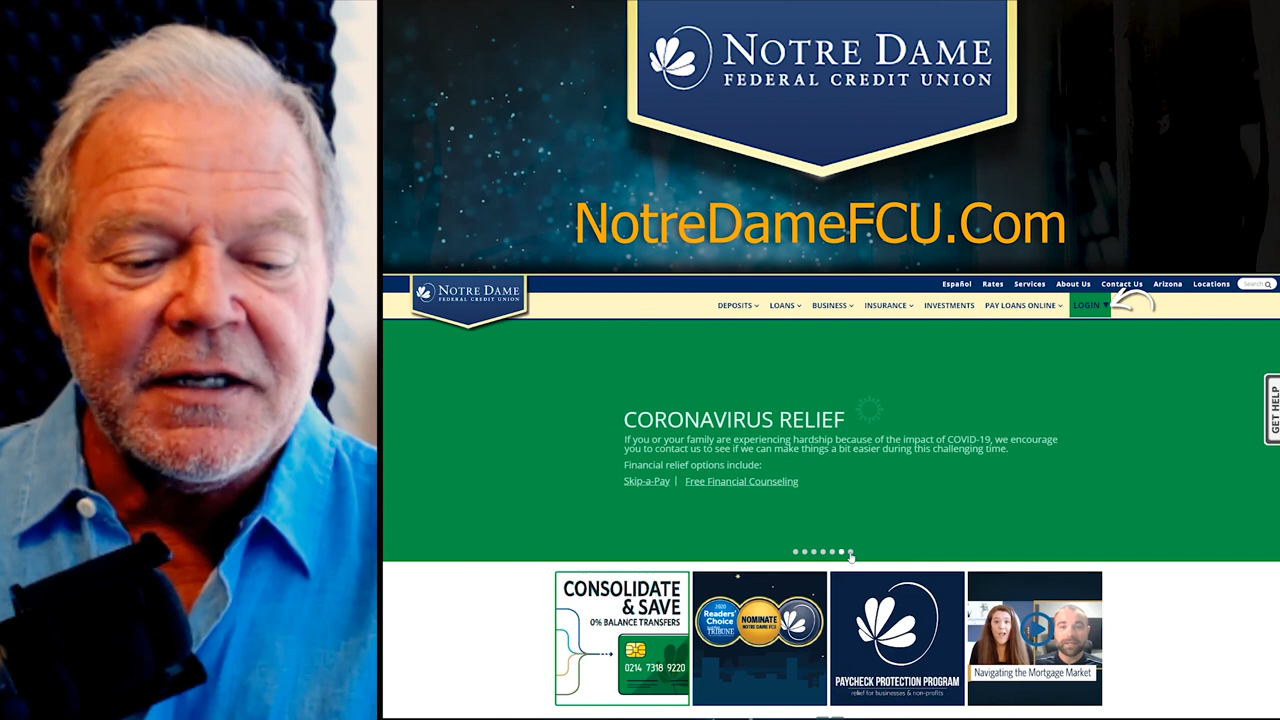 NOTRE DAME
FEDERAL CREDIT UNION
NotreDameFCU.Com
NOTRE DAME
FEDERAL CREDIT UNION
Español Rates Services About Us Contact Us Arizona Locations Search
DEPOSITS LOANS BUSINESS INSURANCE INVESTMENTS PAY LOANS ONLINE LOGIN
GET HELP
CORONAVIRUS RELIEF
If you or your family are experiencing hardship because of the impact of COVID-19, we encourage
you to contact us to see if we can make things a bit easier during this challenging time.
Financial relief options include:
Skip-a-Pay | Free Financial Counseling
CONSOLIDATE
& SAVE
0% BALANCE TRANSFERS
0214 7318 9220
2020
Readers'
Choice
TRIBUNE
NOMINATE
NOTRE DAME FCU
PAYCHECK PROTECTION PROGRAM
relief for businesses & non-profits
Navigating the Mortgage Market